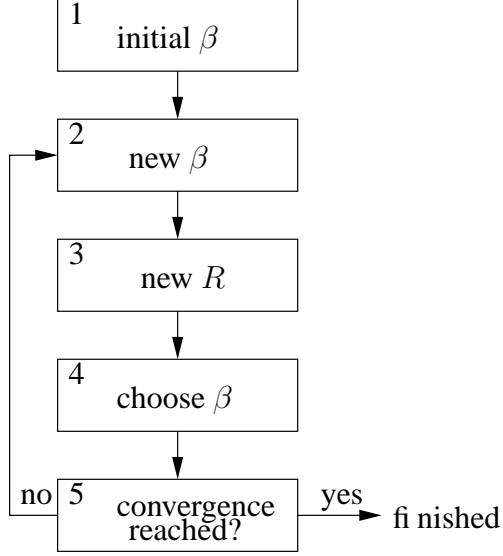 1
initial β
2
new β
3
new R
4
choose β
no
5
convergence
reached?
yes
fi nished